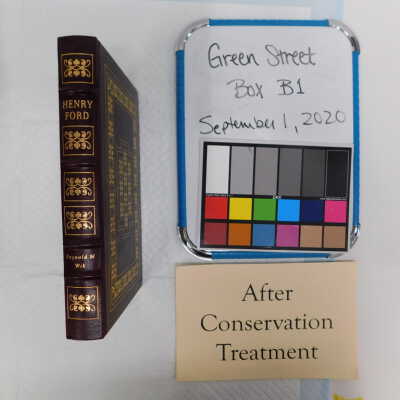 HENRY
FORD
Reynold M
Wik
Green Street
Box B1
September 1, 2020
After
Conservation
Treatment